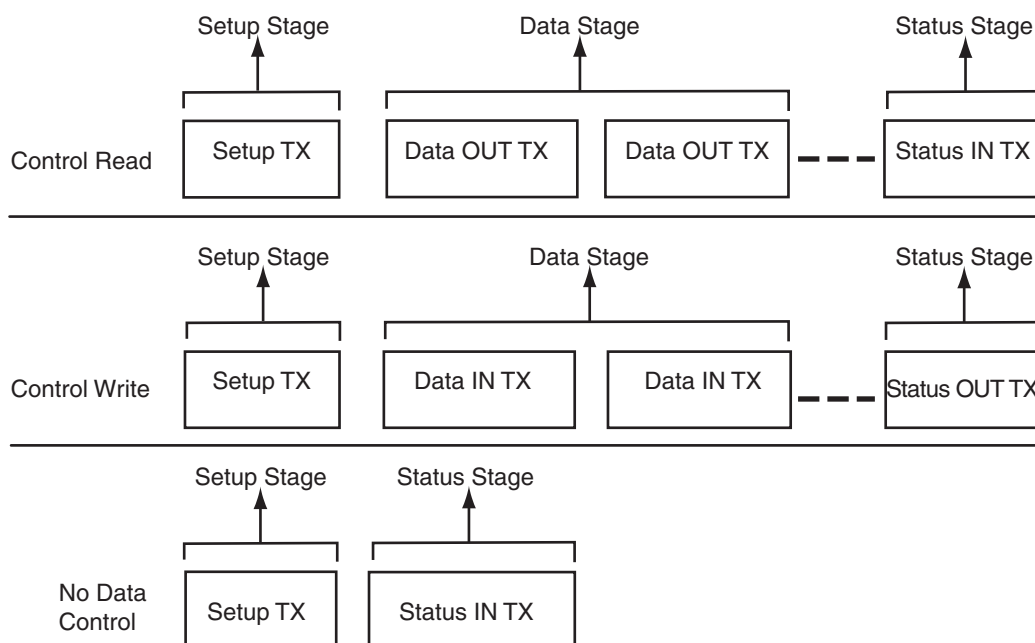 Setup Stage Data Stage Status Stage
Control Read Setup TX Data OUT TX Data OUT TX Status IN TX
Setup Stage Data Stage Status Stage
Control Write Setup TX Data IN TX Data IN TX Status OUT TX
Setup Stage Status Stage
No Data
Control Setup TX Status IN TX